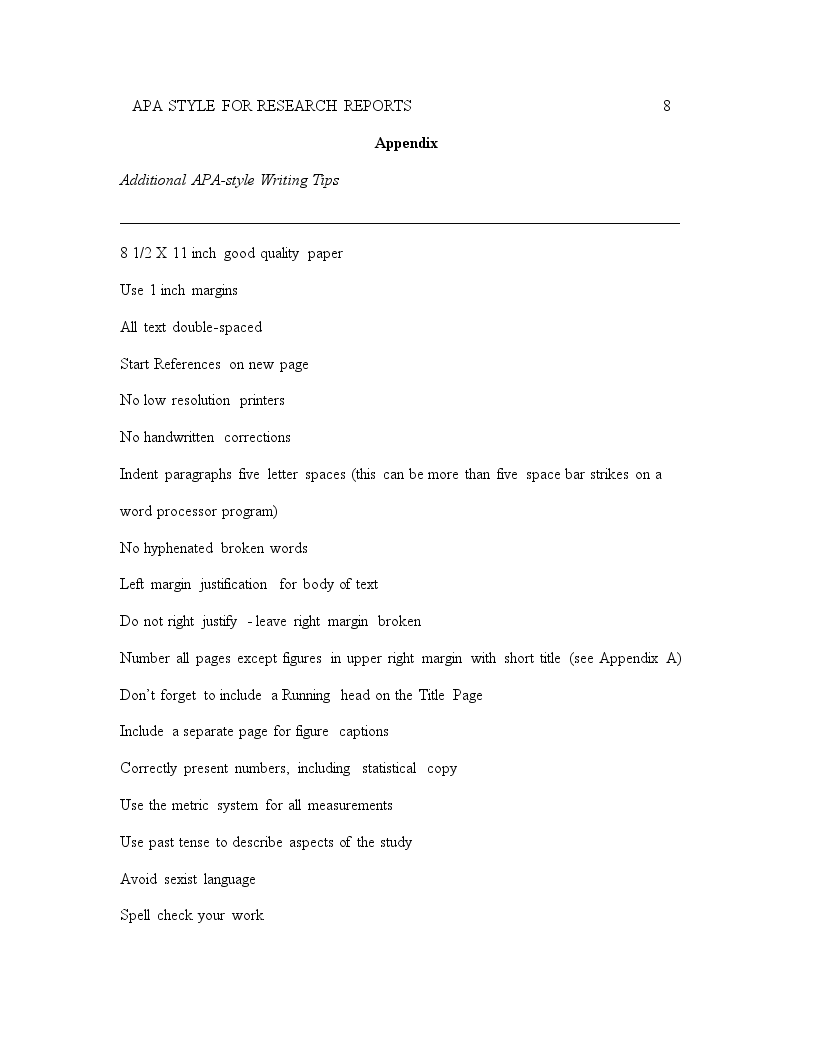 APA STYLE FOR RESEARCH REPORTS 8
Appendix
Additional APA-style Writing Tips
8 1/2 X 11 inch good quality paper
Use 1 inch margins
All text double-spaced
Start References on new page
No low resolution printers
No handwritten corrections
Indent paragraphs five letter spaces (this can be more than five space bar strikes on a
word processor program)
No hyphenated broken words
Left margin justification for body of text
Do not right justify - leave right margin broken
Number all pages except figures in upper right margin with short title (see Appendix A)
Don’t forget to include a Running head on the Title Page
Include a separate page for figure captions
Correctly present numbers, including statistical copy
Use the metric system for all measurements
Use past tense to describe aspects of the study
Avoid sexist language
Spell check your work